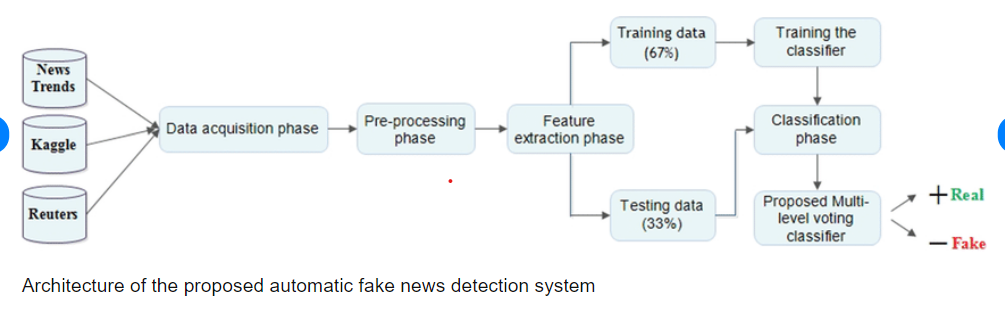 News
Trends
Kaggle
Reuters
Data acquisition phase
Pre-processing
phase
Feature
extraction phase
Training data
(67%)
Testing data
(33%)
Training the
classifier
Classification
phase
Proposed Multi-
level voting
classifier
+ Real
− Fake
Architecture of the proposed automatic fake news detection system